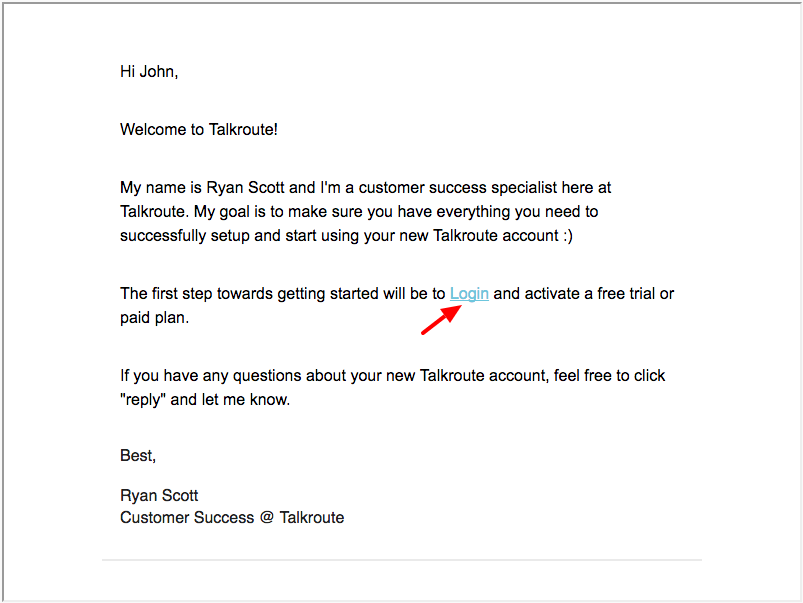 Hi John,
Welcome to Talkroute!
My name is Ryan Scott and I'm a customer success specialist here at
Talkroute. My goal is to make sure you have everything you need to
successfully setup and start using your new Talkroute account :)
The first step towards getting started will be to Login and activate a free trial or
paid plan.
If you have any questions about your new Talkroute account, feel free to click
"reply" and let me know.
Best,
Ryan Scott
Customer Success @ Talkroute